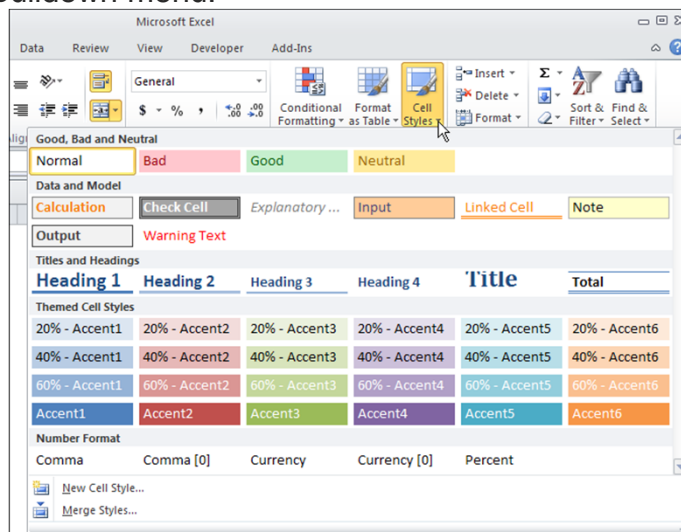 pulldown menu.
Microsoft Excel
Data Review View Developer Add-Ins
General
$ % , .0 .00 .00 .0
Conditional Formatting Format as Table Cell Styles
Insert
Delete
Format
Σ
Sort & Filter Find & Select
Good, Bad and Neutral
Normal Bad Good Neutral
Data and Model
Calculation Check Cell Explanatory ... Input Linked Cell Note
Output Warning Text
Titles and Headings
Heading 1 Heading 2 Heading 3 Heading 4 Title Total
Themed Cell Styles
20% - Accent1 20% - Accent2 20% - Accent3 20% - Accent4 20% - Accent5 20% - Accent6
40% - Accent1 40% - Accent2 40% - Accent3 40% - Accent4 40% - Accent5 40% - Accent6
60% - Accent1 60% - Accent2 60% - Accent3 60% - Accent4 60% - Accent5 60% - Accent6
Accent1 Accent2 Accent3 Accent4 Accent5 Accent6
Number Format
Comma Comma [0] Currency Currency [0] Percent
New Cell Style...
Merge Styles...